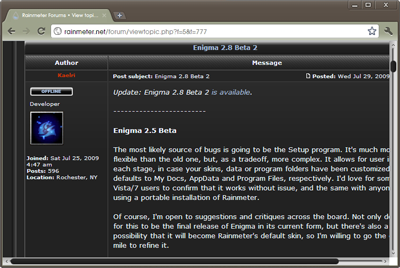 Rainmeter Forums • View topi...
rainmeter.net/forum/viewtopic.php?f=5&t=777
Enigma 2.8 Beta 2
Author
Message
Kaelri
Post subject: Enigma 2.8 Beta 2
Posted: Wed Jul 29, 2009
OFFLINE
Developer
Joined: Sat Jul 25, 2009
4:47 am
Posts: 596
Location: Rochester, NY
Update: Enigma 2.8 Beta 2 is available.
-------------------------
Enigma 2.5 Beta
The most likely source of bugs is going to be the Setup program. It's much mo
flexible than the old one, but, as a tradeoff, more complex. It allows for user i
each stage, in case your skins, data or program folders have been customized
defaults to My Docs, AppData and Program Files, respectively. I'd love for som
Vista/7 users to confirm that it works without issue, and the same with anyon
using a portable installation of Rainmeter.
Of course, I'm open to suggestions and critiques across the board. Not only do
for this to be the final release of Enigma in its current form, but there's also a
possibility that it will become Rainmeter's default skin, so I'm willing to go the
mile to refine it.